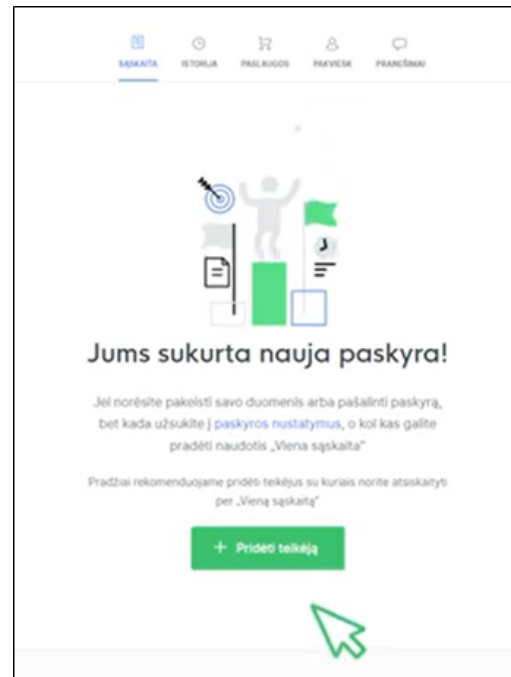 SĄSKAITA
ISTORIJA
PASLAUGOS
PAKVIESK
PRANEŠIMAI
Jums sukurta nauja paskyra!
Jei norėsite pakeisti savo duomenis arba pašalinti paskyrą,
bet kada užsukite į paskyros nustatymus, o kol kas galite
pradėti naudotis „Viena sąskaita“
Pradžiai rekomenduojame pridėti teikėjus su kuriais norite atsiskaityti
per „Vieną sąskaitą“
+ Pridėti teikėją